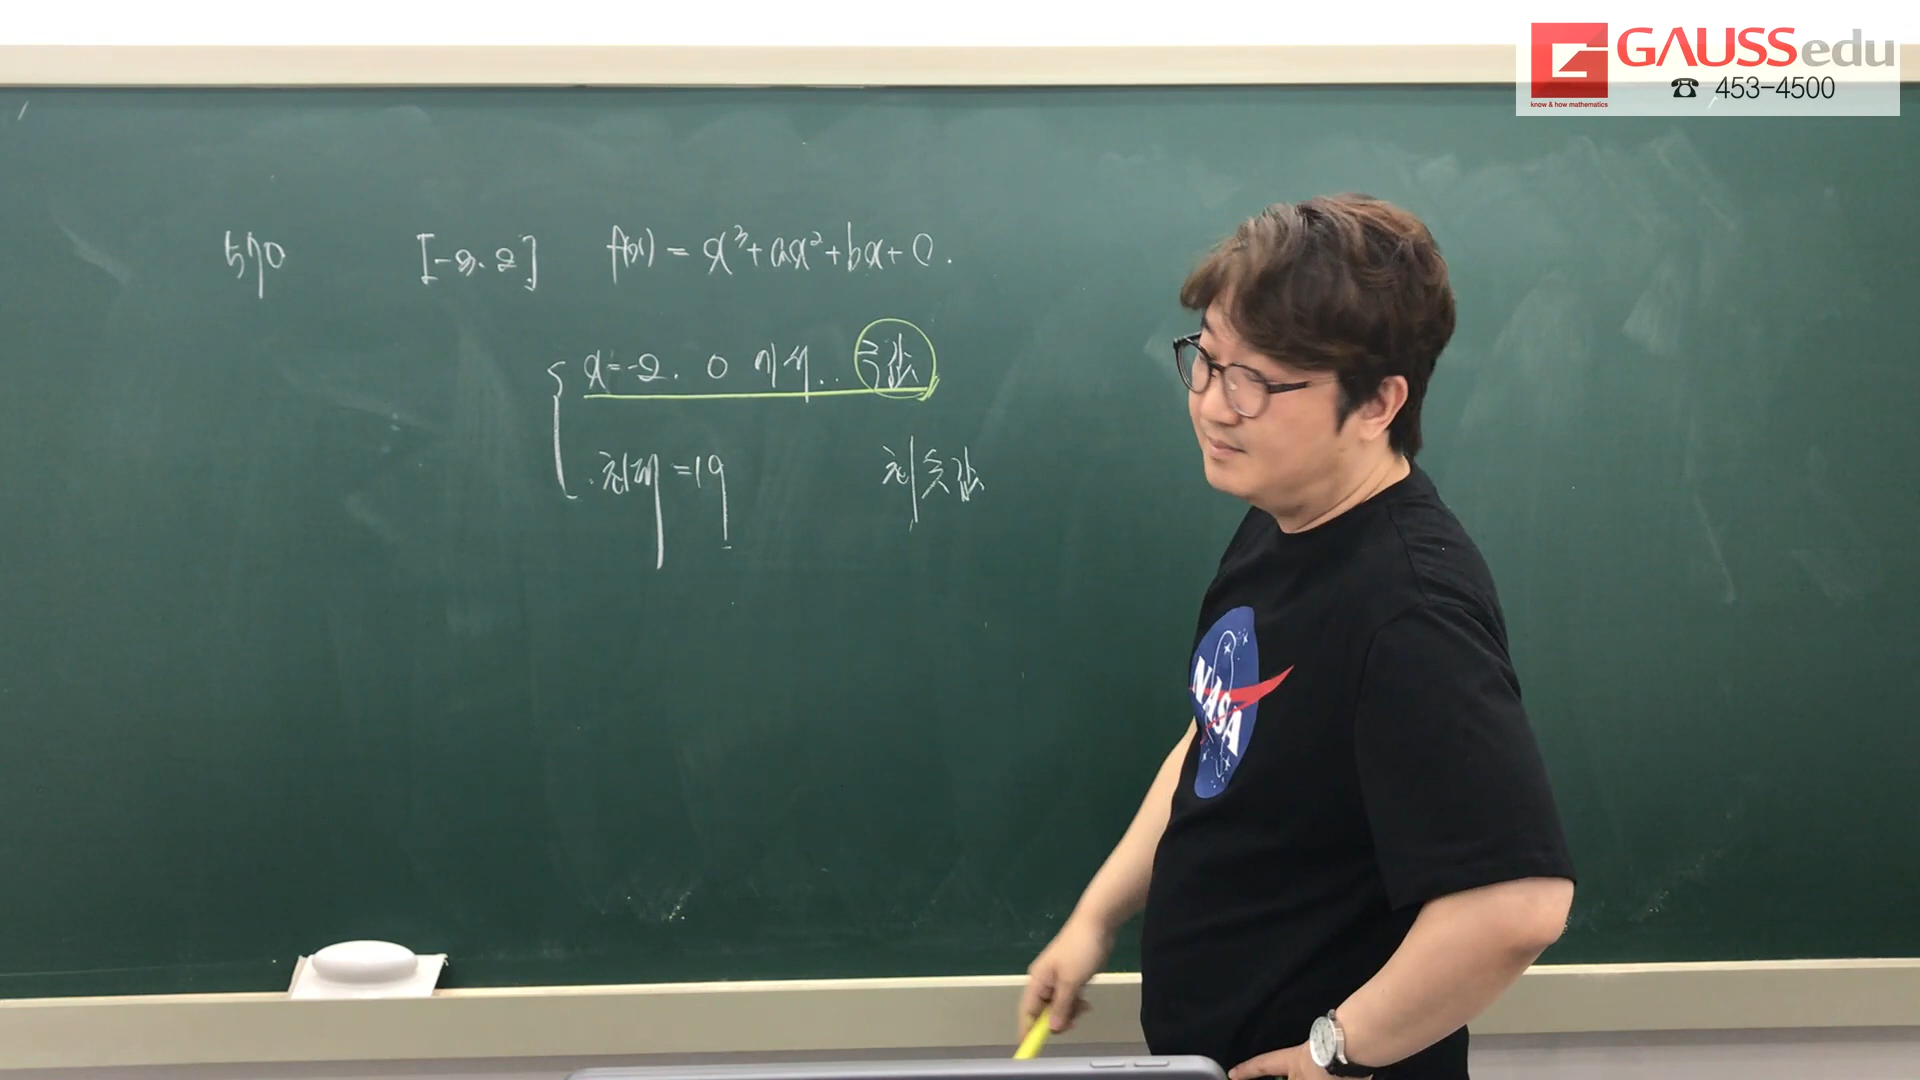 GAUSSedu
know & how mathematics
☎ 453-4500
570 [-2, 2] f(x) = x³+ax²+bx+c.
x=-2. 0 에서.. 극값
최대=19 최솟값
NASA